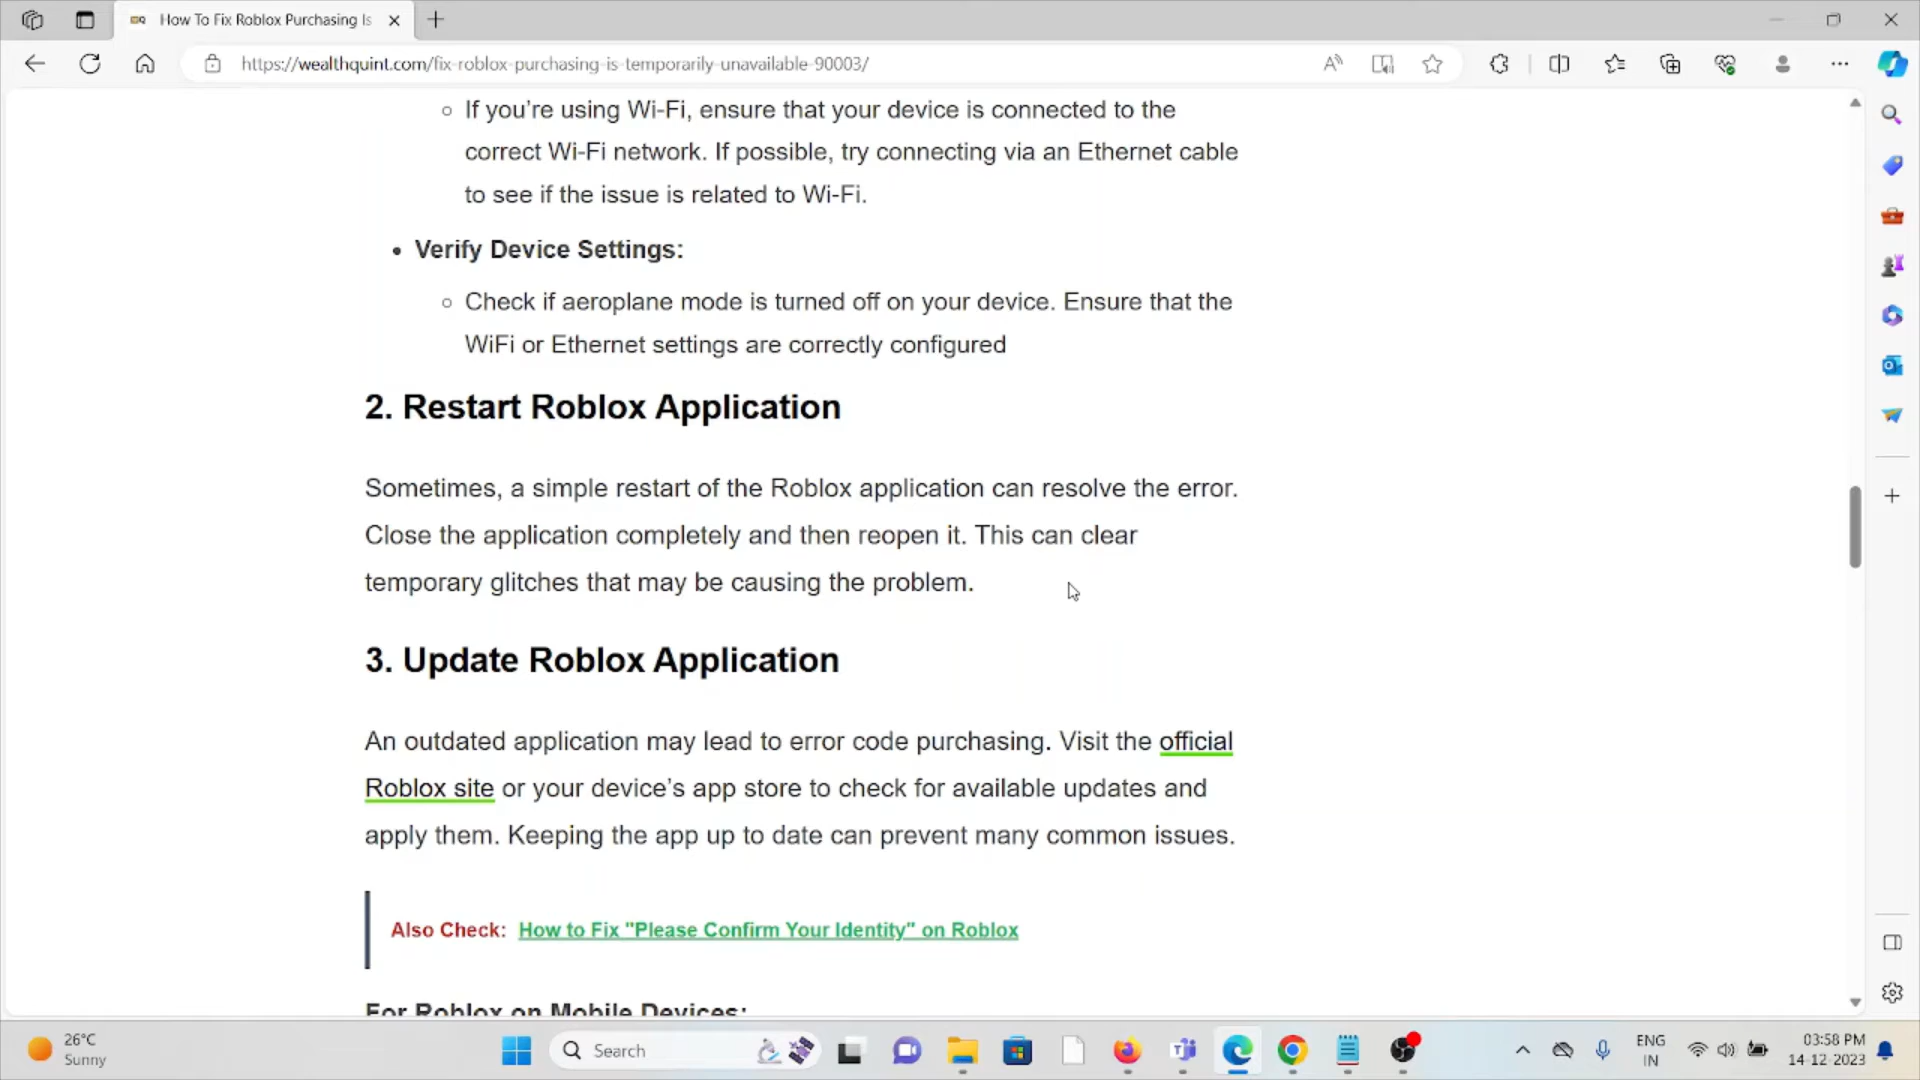 How To Fix Roblox Purchasing Is
https://wealthquint.com/fix-roblox-purchasing-is-temporarily-unavailable-90003/
If you’re using Wi-Fi, ensure that your device is connected to the
correct Wi-Fi network. If possible, try connecting via an Ethernet cable
to see if the issue is related to Wi-Fi.
Verify Device Settings:
Check if aeroplane mode is turned off on your device. Ensure that the
WiFi or Ethernet settings are correctly configured
2. Restart Roblox Application
Sometimes, a simple restart of the Roblox application can resolve the error.
Close the application completely and then reopen it. This can clear
temporary glitches that may be causing the problem.
3. Update Roblox Application
An outdated application may lead to error code purchasing. Visit the official
Roblox site or your device’s app store to check for available updates and
apply them. Keeping the app up to date can prevent many common issues.
Also Check: How to Fix "Please Confirm Your Identity" on Roblox
For Roblox on Mobile Devices:
26°C
Sunny
Search
ENG
IN
03:58 PM
14-12-2023